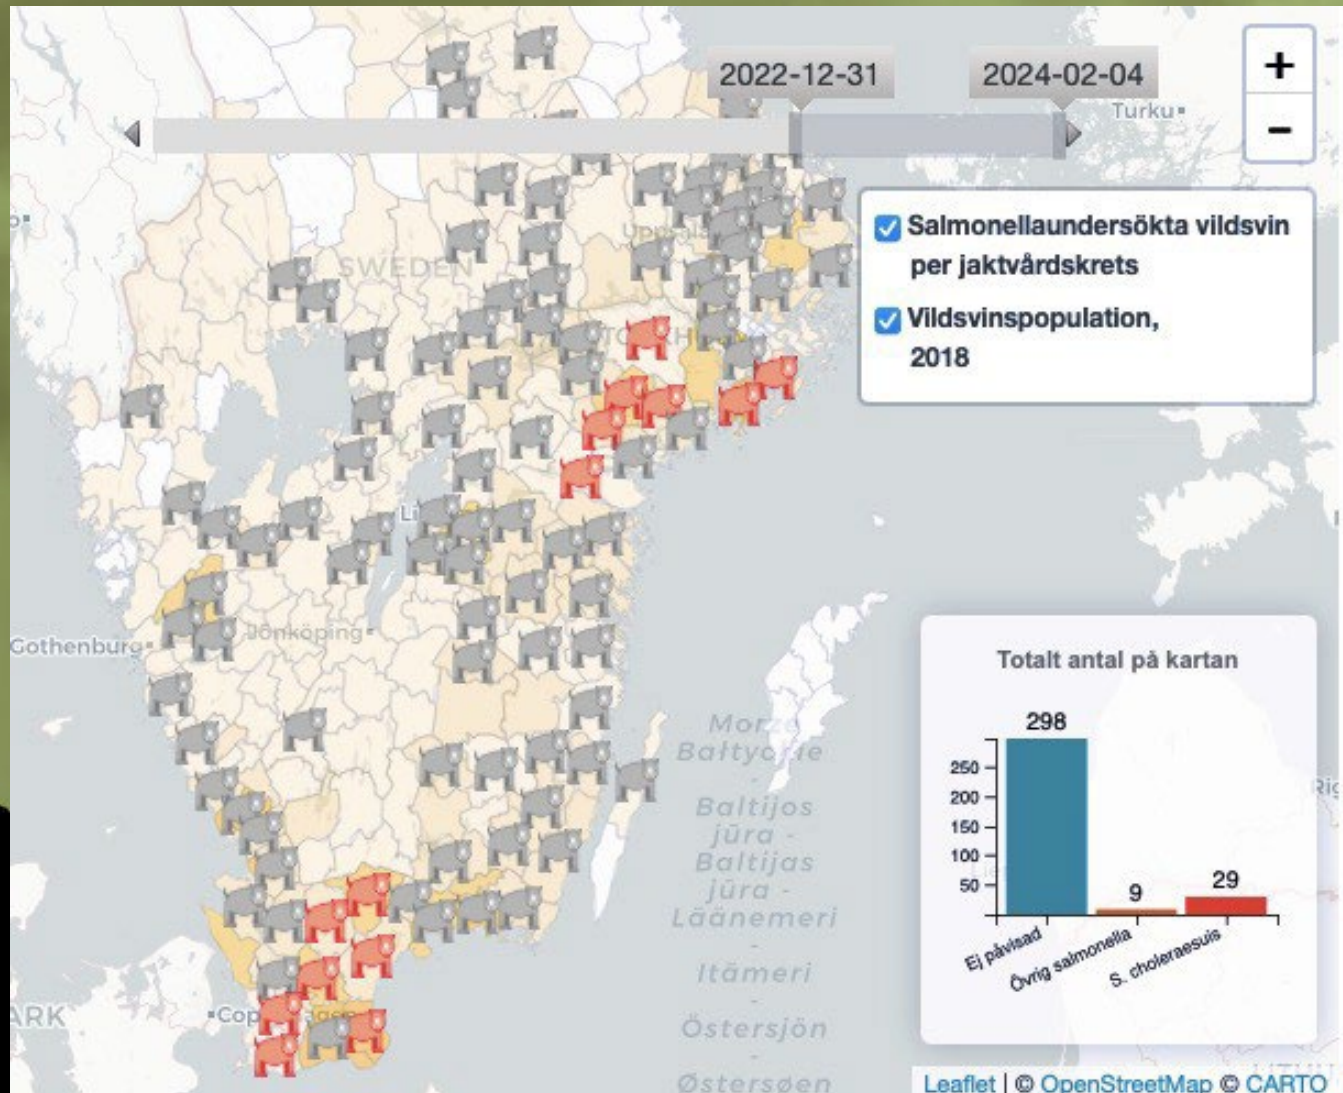 2022-12-31
2024-02-04
+
−
Turku
Salmonellaundersökta vildsvin
per jaktvårdskrets
Vildsvinspopulation,
2018
SWEDEN
Jönköping
Gothenburg
Morze
Baltijos
jūra -
Baltijas
jūra -
Läänemeri
-
Itämeri
-
Östersjön
-
Østersøen
Totalt antal på kartan
298
250
200
150
100
50
9
29
Ej påvisad
Övrig salmonella
S. choleraesuis
Leaflet | © OpenStreetMap © CARTO